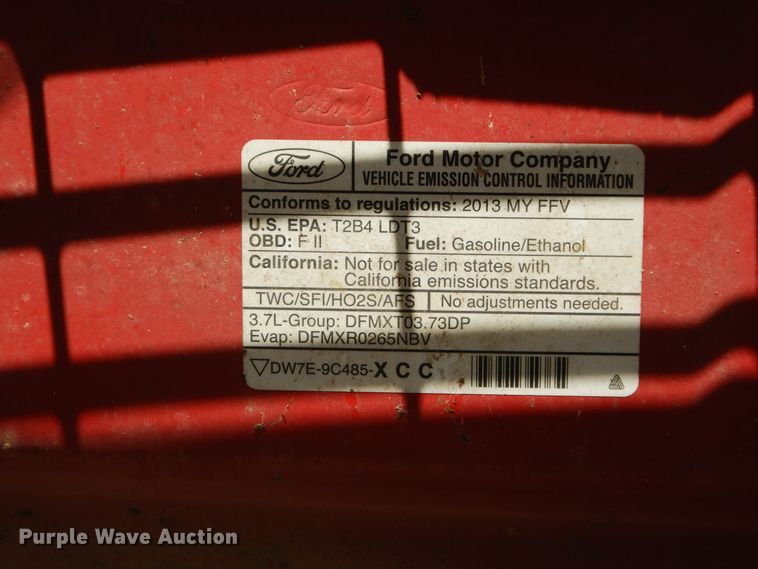 Ford
Ford
Ford Motor Company
VEHICLE EMISSION CONTROL INFORMATION
Conforms to regulations: 2013 MY FFV
U.S. EPA: T2B4 LDT3
OBD: F II Fuel: Gasoline/Ethanol
California: Not for sale in states with
California emissions standards.
TWC/SFI/HO2S/AFS No adjustments needed.
3.7L-Group: DFMXT03.73DP
Evap: DFMXR0265NBV
DW7E-9C485-X C C
Purple Wave Auction